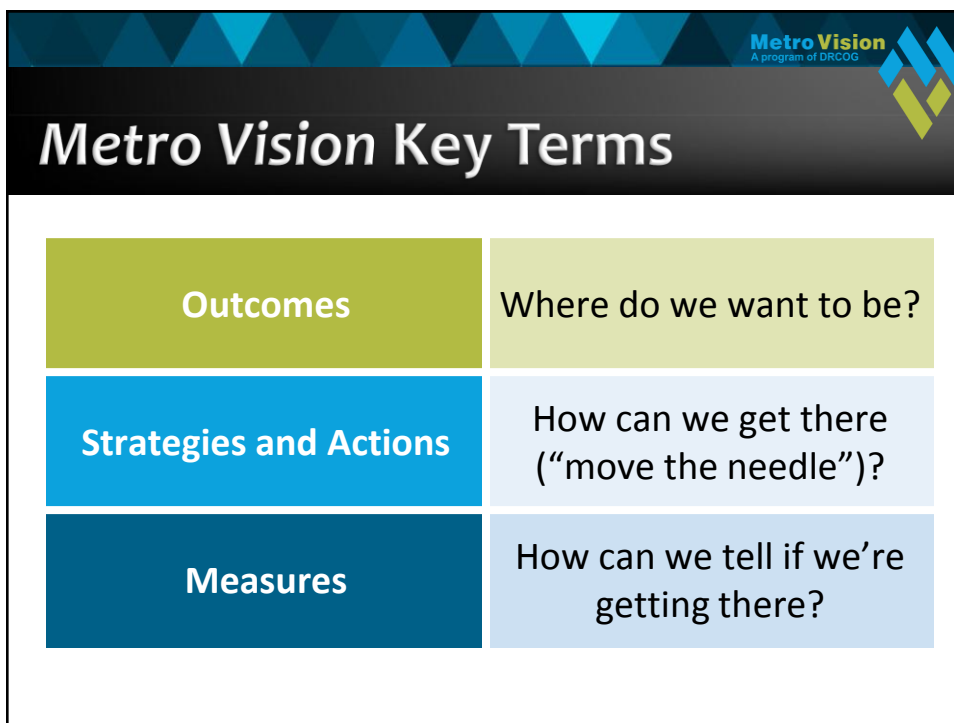 Metro Vision
A program of DRCOG
Metro Vision Key Terms
Outcomes
Where do we want to be?
Strategies and Actions
How can we get there
(“move the needle”)?
Measures
How can we tell if we’re
getting there?